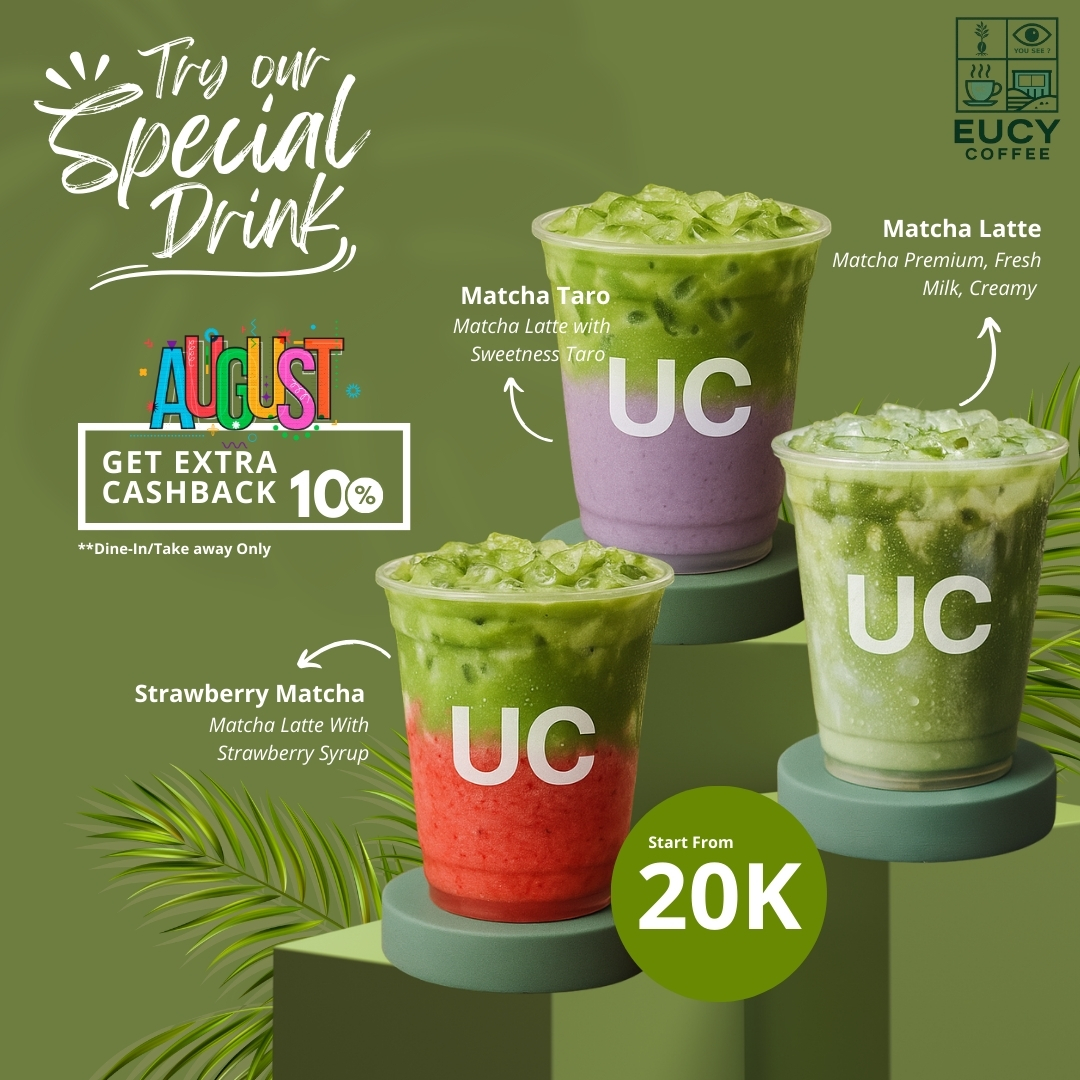 Try our
Special
Drink
YOU SEE ?
EUCY
COFFEE
Matcha Latte
Matcha Premium, Fresh
Milk, Creamy
Matcha Taro
Matcha Latte with
Sweetness Taro
UC
AUGUST
GET EXTRA
CASHBACK 10%
**Dine-In/Take away Only
UC
Strawberry Matcha
Matcha Latte With
Strawberry Syrup
UC
Start From
20K